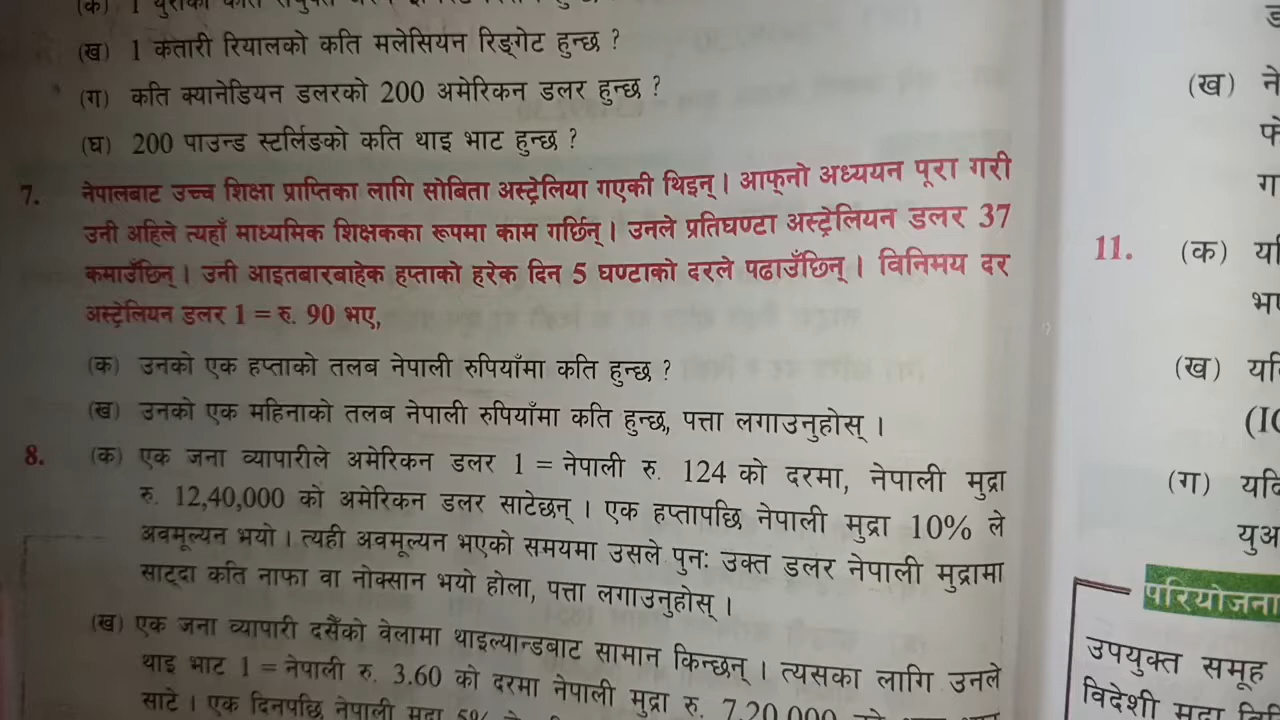 (ख) 1 कतारी रियालको कति मलेसियन रिङ्गेट हुन्छ ?
(ग) कति क्यानेडियन डलरको 200 अमेरिकन डलर हुन्छ ?
(घ) 200 पाउन्ड स्टर्लिङको कति थाइ भाट हुन्छ ?
7. नेपालबाट उच्च शिक्षा प्राप्तिका लागि सोबिता अस्ट्रेलिया गएकी थिइन् । आफ्नो अध्ययन पूरा गरी
उनी अहिले त्यहाँ माध्यमिक शिक्षकका रूपमा काम गर्छिन् । उनले प्रतिघण्टा अस्ट्रेलियन डलर 37
कमाउँछिन् । उनी आइतबारबाहेक हप्ताको हरेक दिन 5 घण्टाको दरले पढाउँछिन् । विनिमय दर
अस्ट्रेलियन डलर 1 = रु. 90 भए,
(क) उनको एक हप्ताको तलब नेपाली रुपियाँमा कति हुन्छ ?
(ख) उनको एक महिनाको तलब नेपाली रुपियाँमा कति हुन्छ, पत्ता लगाउनुहोस् ।
8. (क) एक जना व्यापारीले अमेरिकन डलर 1 = नेपाली रु. 124 को दरमा, नेपाली मुद्रा
रु. 12,40,000 को अमेरिकन डलर साटेछन् । एक हप्तापछि नेपाली मुद्रा 10% ले
अवमूल्यन भयो । त्यही अवमूल्यन भएको समयमा उसले पुनः उक्त डलर नेपाली मुद्रामा
साट्दा कति नाफा वा नोक्सान भयो होला, पत्ता लगाउनुहोस् ।
(ख) एक जना व्यापारी दसैँको वेलामा थाइल्यान्डबाट सामान किन्छन् । त्यसका लागि उनले
थाइ भाट 1 = नेपाली रु. 3.60 को दरमा नेपाली मुद्रा रु. 7,20,000
साटे । एक दिनपछि नेपाली मुद्रा 5%
(ख) ने
11. (क)
(ख)
(ग)
परियोजना
उपयुक्त समूह
विदेशी मुद्रा